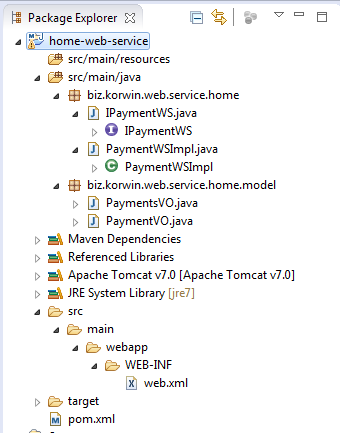 Package Explorer
home-web-service
src/main/resources
src/main/java
biz.korwin.web.service.home
IPaymentWS.java
IPaymentWS
PaymentWSImpl.java
PaymentWSImpl
biz.korwin.web.service.home.model
PaymentsVO.java
PaymentVO.java
Maven Dependencies
Referenced Libraries
Apache Tomcat v7.0 [Apache Tomcat v7.0]
JRE System Library [jre7]
src
main
webapp
WEB-INF
web.xml
target
pom.xml